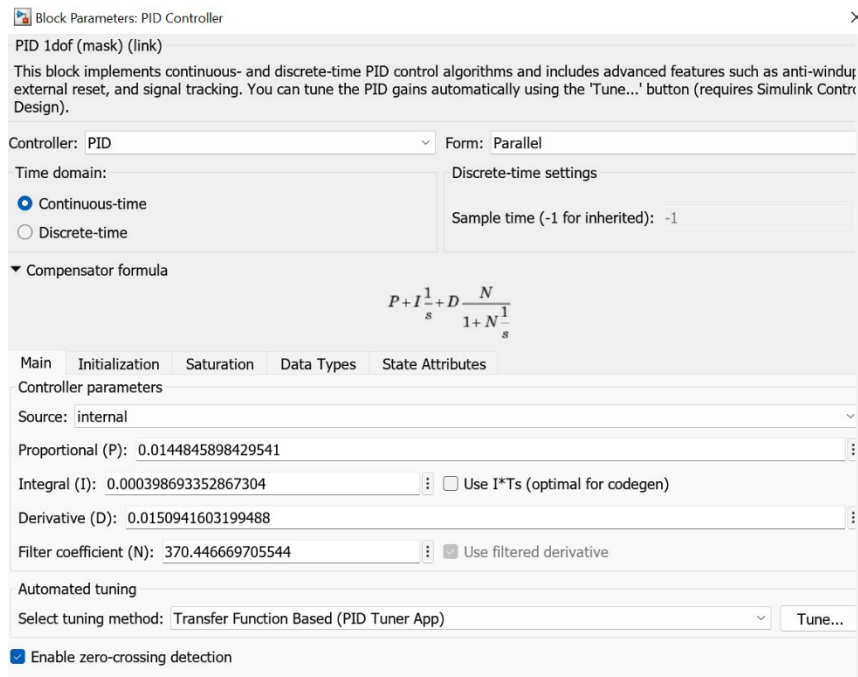 Block Parameters: PID Controller
PID 1dof (mask) (link)
This block implements continuous- and discrete-time PID control algorithms and includes advanced features such as anti-windup
external reset, and signal tracking. You can tune the PID gains automatically using the 'Tune...' button (requires Simulink Contro
Design).
Controller: PID Form: Parallel
Time domain: Discrete-time settings
Continuous-time
Sample time (-1 for inherited): -1
Discrete-time
Compensator formula
P+I\frac{1}{s}+D\frac{N}{1+N\frac{1}{s}}
Main Initialization Saturation Data Types State Attributes
Controller parameters
Source: internal
Proportional (P): 0.0144845898429541
Integral (I): 0.000398693352867304 Use I*Ts (optimal for codegen)
Derivative (D): 0.0150941603199488
Filter coefficient (N): 370.446669705544 Use filtered derivative
Automated tuning
Select tuning method: Transfer Function Based (PID Tuner App) Tune...
Enable zero-crossing detection